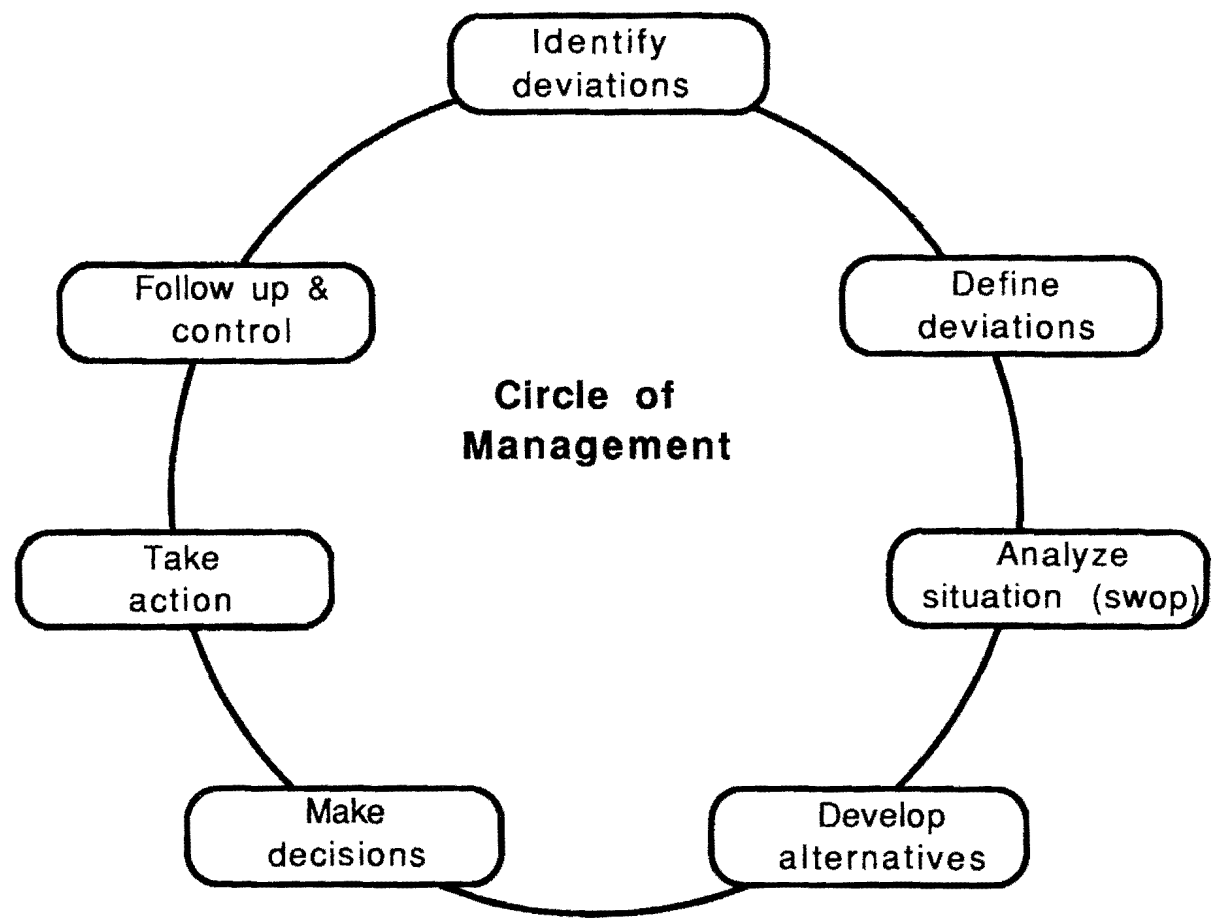 Identify
deviations
Define
deviations
Analyze
situation (swop)
Develop
alternatives
Make
decisions
Take
action
Follow up &
control
Circle of
Management